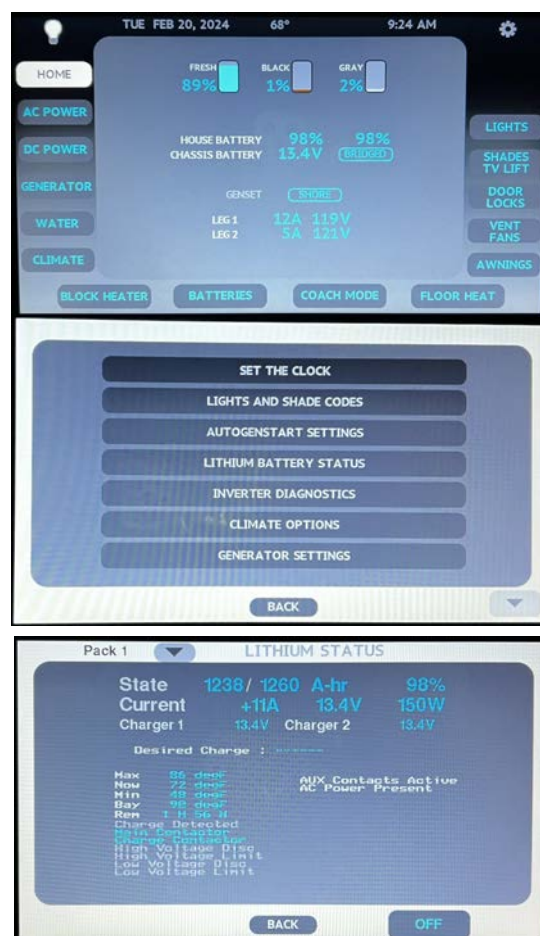 TUE FEB 20, 2024 68° 9:24 AM
HOME
AC POWER
DC POWER
GENERATOR
WATER
CLIMATE
FRESH 89%
BLACK 1%
GRAY 2%
HOUSE BATTERY 98% 98%
CHASSIS BATTERY 13.4V BRIDGED
GENSET SHORE
LEG 1 12A 119V
LEG 2 5A 121V
LIGHTS
SHADES
TV LIFT
DOOR
LOCKS
VENT
FANS
AWNINGS
BLOCK HEATER BATTERIES COACH MODE FLOOR HEAT
SET THE CLOCK
LIGHTS AND SHADE CODES
AUTOGENSTART SETTINGS
LITHIUM BATTERY STATUS
INVERTER DIAGNOSTICS
CLIMATE OPTIONS
GENERATOR SETTINGS
BACK
Pack 1 LITHIUM STATUS
State 1238/ 1260 A-hr 98%
Current +11A 13.4V 150W
Charger 1 13.4V Charger 2 13.4V
Desired Charge : ------
Max 86 degF
Now 72 degF
Min 48 degF
Bay 90 degF
Rem 1 H 56 M
Charge Detected
Main Contactor
Charge Contactor
High Voltage Disc
High Voltage Limit
Low Voltage Disc
Low Voltage Limit
AUX Contacts Active
AC Power Present
BACK OFF